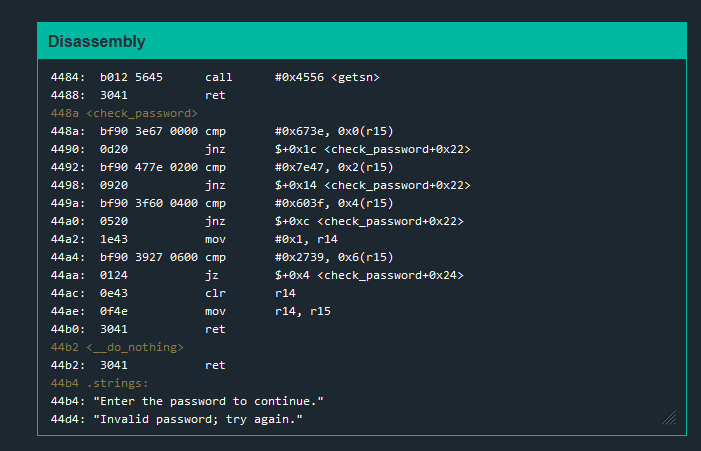 Disassembly
4484: b012 5645 call #0x4556 <getsn>
4488: 3041 ret
448a <check_password>
448a: bf90 3e67 0000 cmp #0x673e, 0x0(r15)
4490: 0d20 jnz $+0x1c <check_password+0x22>
4492: bf90 477e 0200 cmp #0x7e47, 0x2(r15)
4498: 0920 jnz $+0x14 <check_password+0x22>
449a: bf90 3f60 0400 cmp #0x603f, 0x4(r15)
44a0: 0520 jnz $+0xc <check_password+0x22>
44a2: 1e43 mov #0x1, r14
44a4: bf90 3927 0600 cmp #0x2739, 0x6(r15)
44aa: 0124 jz $+0x4 <check_password+0x24>
44ac: 0e43 clr r14
44ae: 0f4e mov r14, r15
44b0: 3041 ret
44b2 <__do_nothing>
44b2: 3041 ret
44b4 .strings:
44b4: "Enter the password to continue."
44d4: "Invalid password; try again."